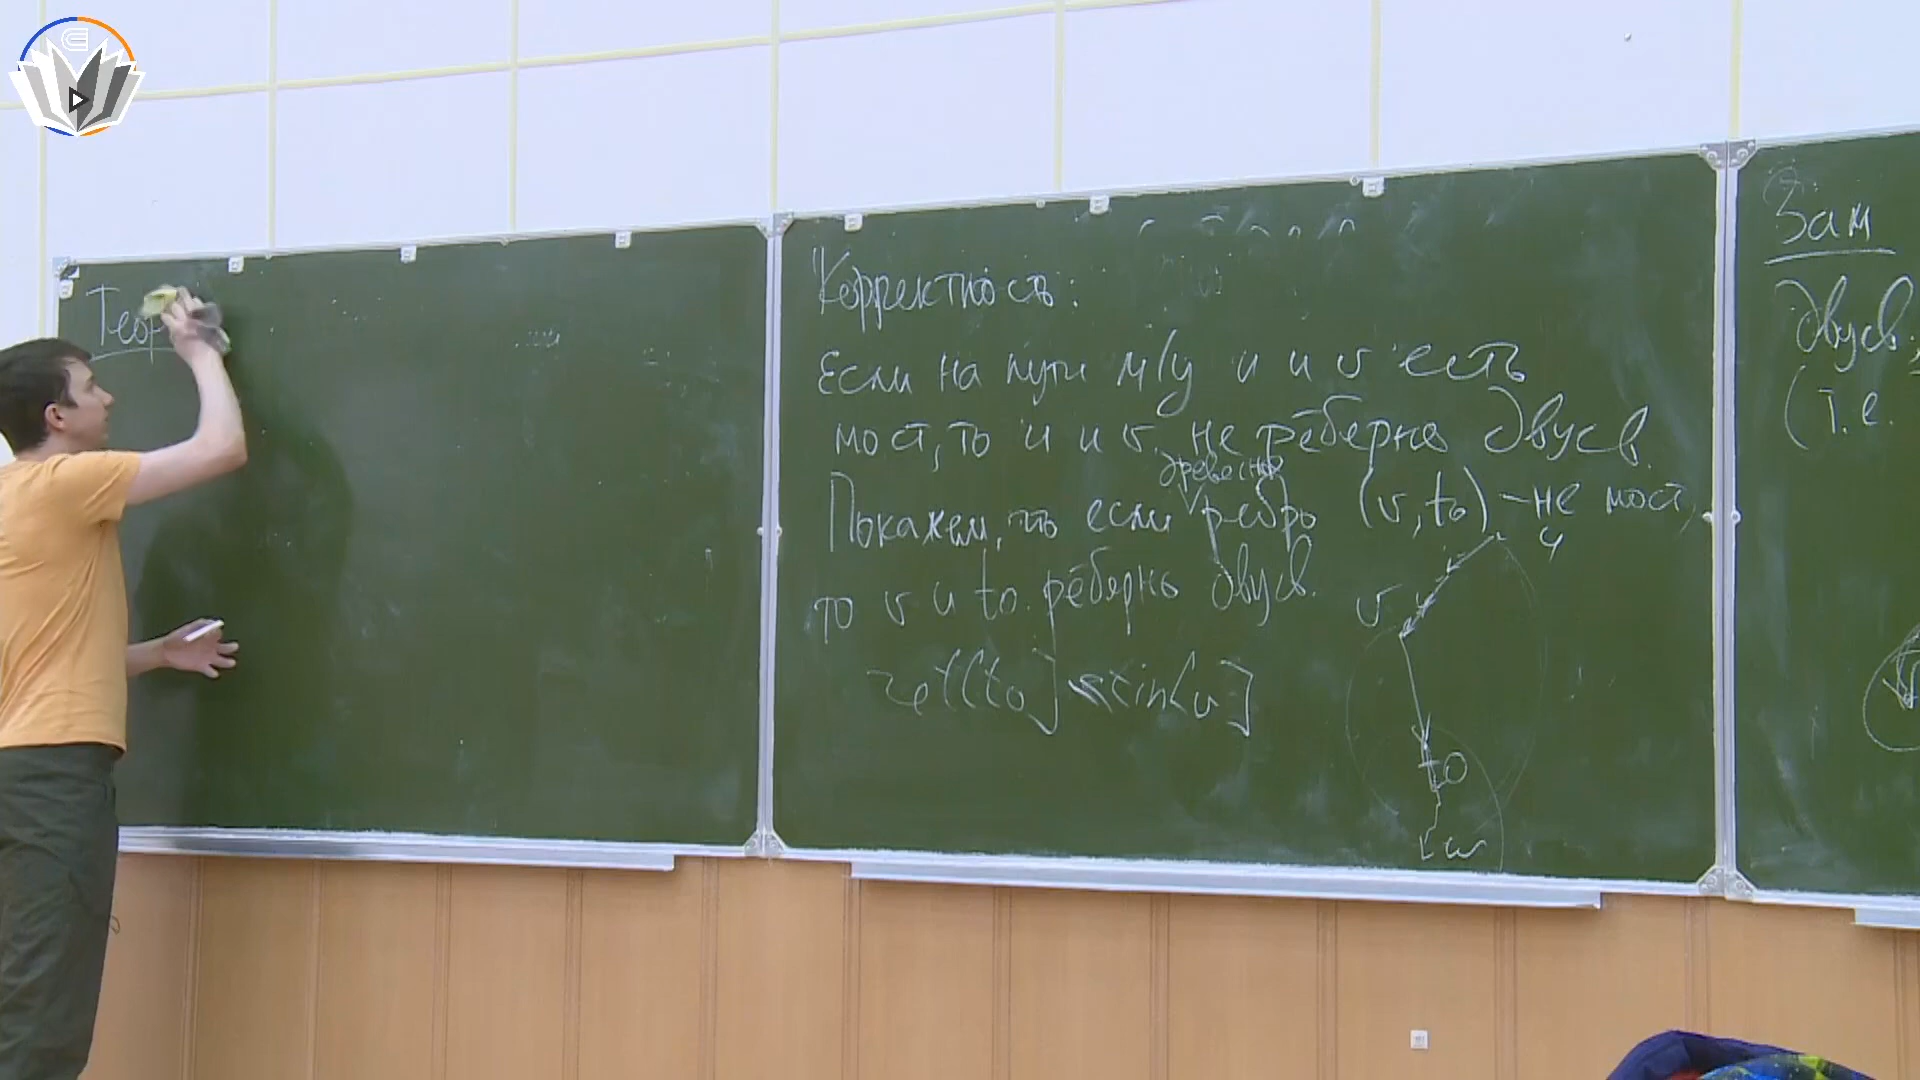 Теор
Корректность:
Если на пути м/у u и v есть
мост, то u и v не рёберно двусв.
древесное
Покажем, что если ребро (v, to) - не мост,
то v и to рёберно двусв.
ret[to] < tin[v]
u
v
to
w
Зам
двусв.
(т.е.